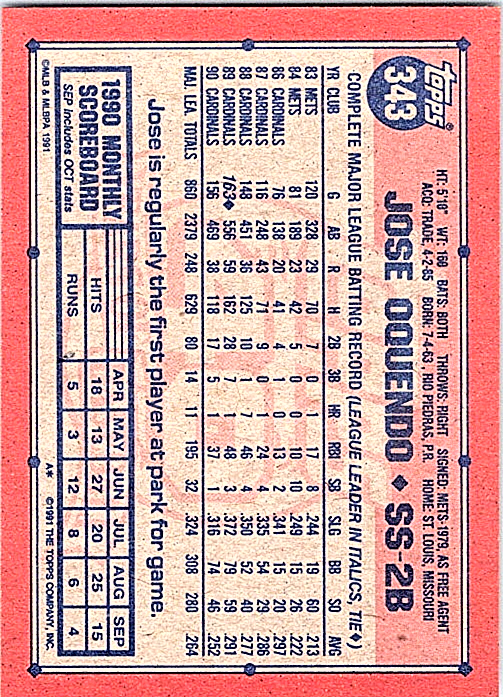 topps®
343
JOSE OQUENDO ◆ SS-2B
HT: 5'10" WT: 160 BATS: BOTH THROWS: RIGHT SIGNED: METS-1979, AS FREE AGENT
ACQ: TRADE, 4-2-85 BORN: 7-4-63, RIO PIEDRAS, P.R. HOME: ST. LOUIS, MISSOURI
COMPLETE MAJOR LEAGUE BATTING RECORD (LEAGUE LEADER IN ITALICS, TIE◆)
YR CLUB G AB R H 2B 3B HR RBI SB SLG BB SO AVG
83 METS 120 328 29 70 7 0 1 17 8 .244 19 60 .213
84 METS 81 189 23 42 5 0 0 10 10 .249 15 26 .222
86 CARDINALS 76 138 20 41 4 1 0 13 2 .341 15 20 .297
87 CARDINALS 116 248 43 71 9 0 1 24 4 .335 54 29 .286
88 CARDINALS 148 451 36 125 10 1 7 46 4 .350 52 40 .277
89 CARDINALS 163◆ 556 59 162 28 7 1 48 3 .372 79 59 .291
90 CARDINALS 156 469 38 118 17 5 1 37 1 .316 74 46 .252
MAJ. LEA. TOTALS 860 2379 248 629 80 14 11 195 32 .324 308 280 .264
Jose is regularly the first player at park for game.
1990 MONTHLY
SCOREBOARD
SEP Includes OCT stats
APR MAY JUN JUL AUG SEP
HITS 18 13 27 20 25 15
RUNS 5 3 12 8 6 4
©MLB & MLBPA 1991
A* ©1991 THE TOPPS COMPANY, INC.